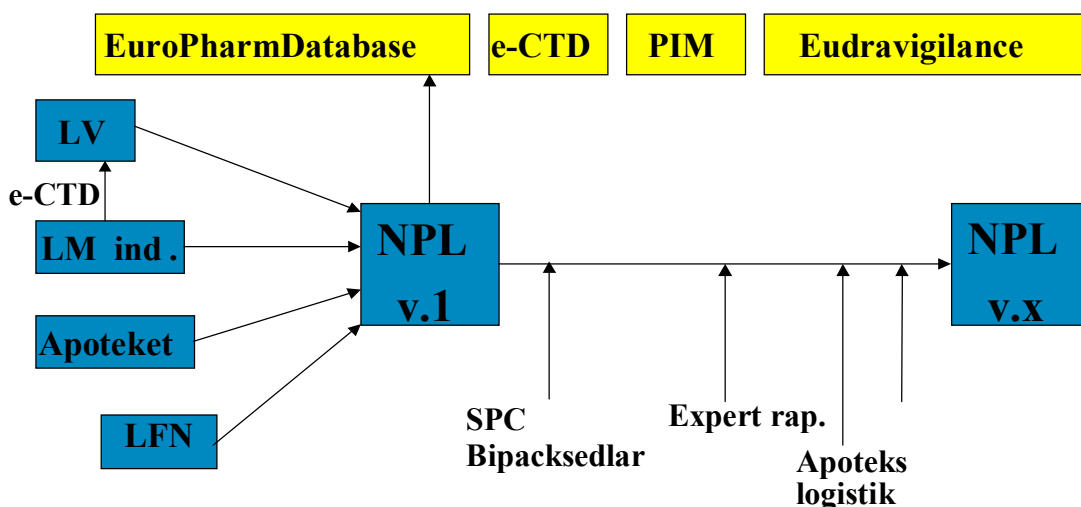 EuroPharmDatabase
e-CTD
PIM
Eudravigilance
LV
e-CTD
LM ind .
Apoteket
LFN
NPL
v.1
NPL
v.x
SPC
Bipacksedlar
Expert rap.
Apoteks
logistik